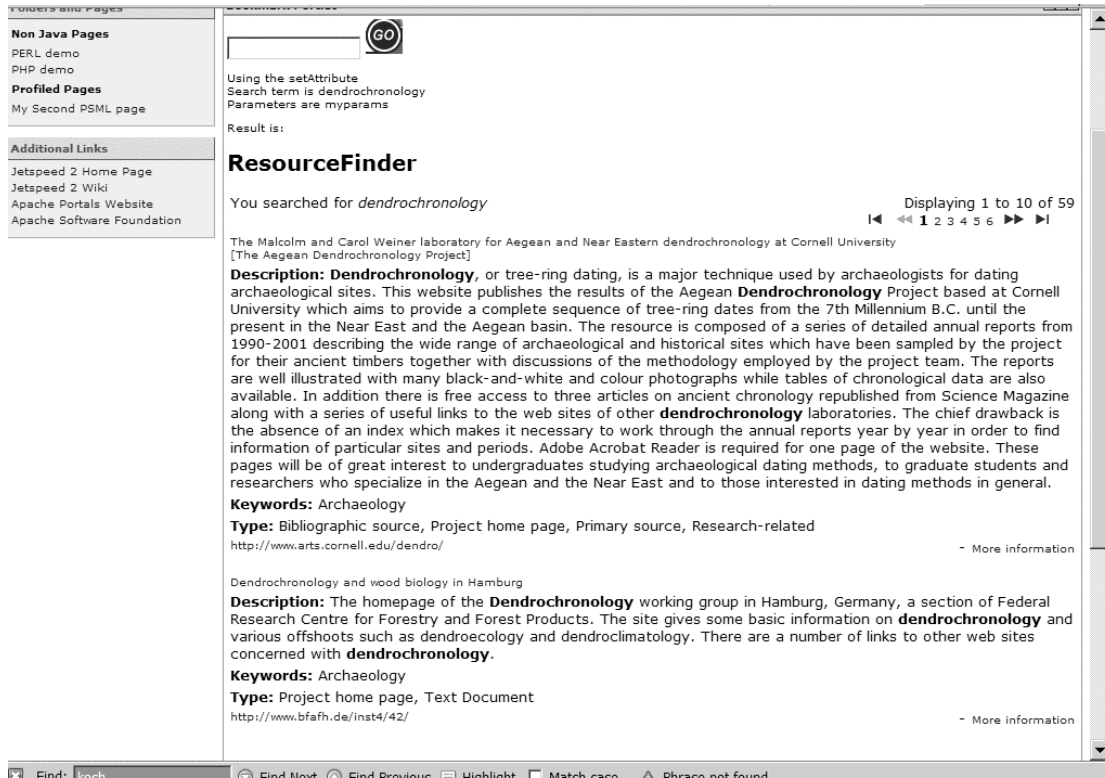 Folders and Pages
Non Java Pages
PERL demo
PHP demo
Profiled Pages
My Second PSML page
Additional Links
Jetspeed 2 Home Page
Jetspeed 2 Wiki
Apache Portals Website
Apache Software Foundation
GO
Using the setAttribute
Search term is dendrochronology
Parameters are myparams
Result is:
ResourceFinder
You searched for dendrochronology
Displaying 1 to 10 of 59
1 2 3 4 5 6
The Malcolm and Carol Weiner laboratory for Aegean and Near Eastern dendrochronology at Cornell University
[The Aegean Dendrochronology Project]
Description: Dendrochronology, or tree-ring dating, is a major technique used by archaeologists for dating
archaeological sites. This website publishes the results of the Aegean Dendrochronology Project based at Cornell
University which aims to provide a complete sequence of tree-ring dates from the 7th Millennium B.C. until the
present in the Near East and the Aegean basin. The resource is composed of a series of detailed annual reports from
1990-2001 describing the wide range of archaeological and historical sites which have been sampled by the project
for their ancient timbers together with discussions of the methodology employed by the project team. The reports
are well illustrated with many black-and-white and colour photographs while tables of chronological data are also
available. In addition there is free access to three articles on ancient chronology republished from Science Magazine
along with a series of useful links to the web sites of other dendrochronology laboratories. The chief drawback is
the absence of an index which makes it necessary to work through the annual reports year by year in order to find
information of particular sites and periods. Adobe Acrobat Reader is required for one page of the website. These
pages will be of great interest to undergraduates studying archaeological dating methods, to graduate students and
researchers who specialize in the Aegean and the Near East and to those interested in dating methods in general.
Keywords: Archaeology
Type: Bibliographic source, Project home page, Primary source, Research-related
http://www.arts.cornell.edu/dendro/
- More information
Dendrochronology and wood biology in Hamburg
Description: The homepage of the Dendrochronology working group in Hamburg, Germany, a section of Federal
Research Centre for Forestry and Forest Products. The site gives some basic information on dendrochronology and
various offshoots such as dendroecology and dendroclimatology. There are a number of links to other web sites
concerned with dendrochronology.
Keywords: Archaeology
Type: Project home page, Text Document
http://www.bfafh.de/inst4/42/
- More information
Find: koch Find Next Find Previous Highlight Match case Phrase not found